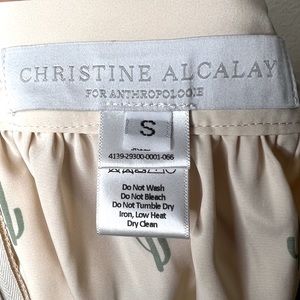 CHRISTINE ALCALAY
FOR ANTHROPOLOGIE
S
4139-29300-0001-066
Do Not Wash
Do Not Bleach
Do Not Tumble Dry
Iron, Low Heat
Dry Clean